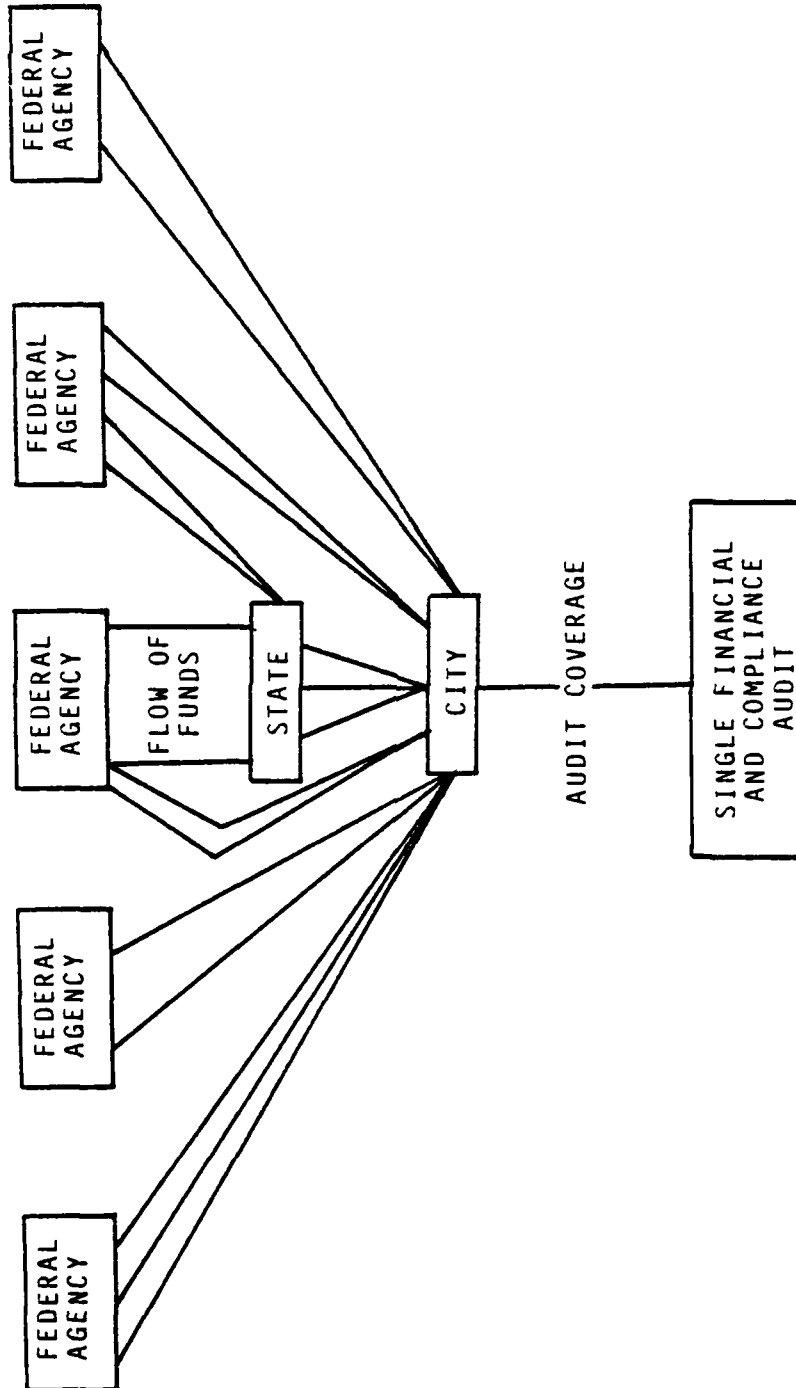 FEDERAL
AGENCY
FEDERAL
AGENCY
FEDERAL
AGENCY
FEDERAL
AGENCY
FEDERAL
AGENCY
FLOW OF
FUNDS
STATE
CITY
AUDIT COVERAGE
SINGLE FINANCIAL
AND COMPLIANCE
AUDIT